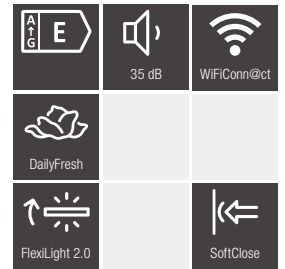 A
↑
G
E
35 dB
WiFiConn@ct
DailyFresh
FlexiLight 2.0
SoftClose